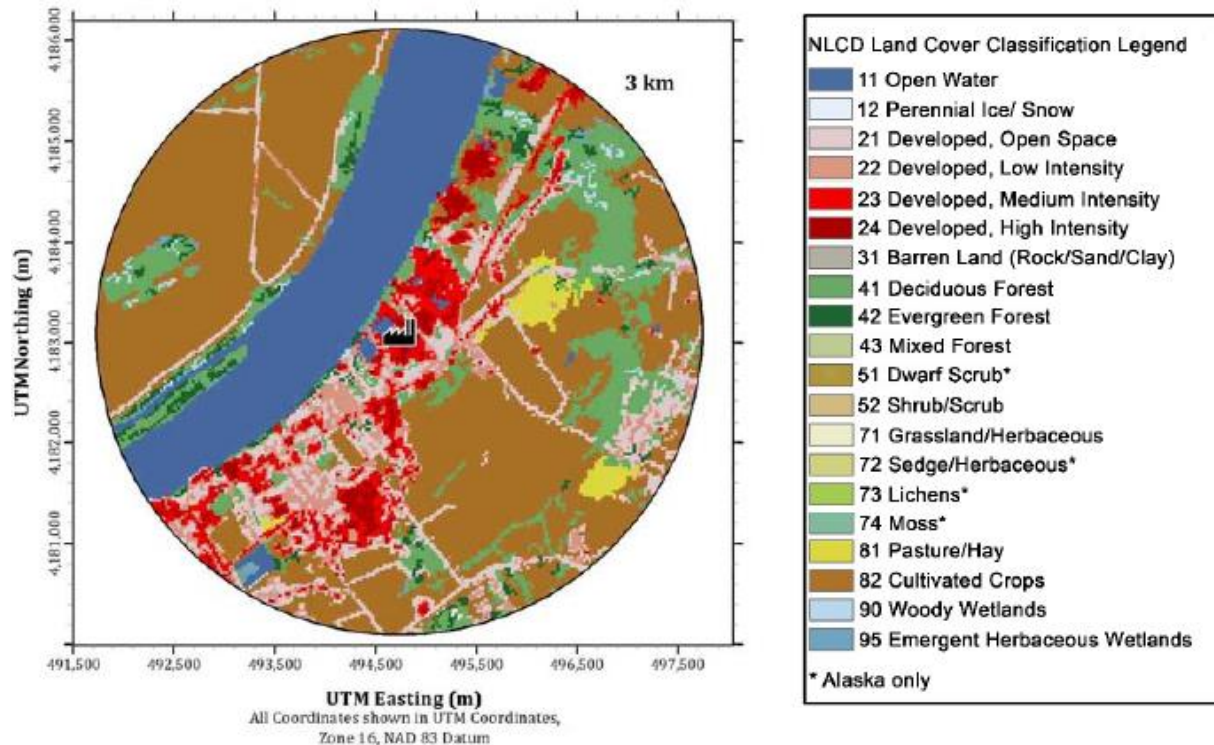 4,186,000
4,185,000
4,184,000
4,183,000
4,182,000
4,181,000
UTMNorthing (m)
3 km
491,500 492,500 493,500 494,500 495,500 496,500 497,500
UTM Easting (m)
All Coordinates shown in UTM Coordinates,
Zone 16, NAD 83 Datum
NLCD Land Cover Classification Legend
11 Open Water
12 Perennial Ice/ Snow
21 Developed, Open Space
22 Developed, Low Intensity
23 Developed, Medium Intensity
24 Developed, High Intensity
31 Barren Land (Rock/Sand/Clay)
41 Deciduous Forest
42 Evergreen Forest
43 Mixed Forest
51 Dwarf Scrub*
52 Shrub/Scrub
71 Grassland/Herbaceous
72 Sedge/Herbaceous*
73 Lichens*
74 Moss*
81 Pasture/Hay
82 Cultivated Crops
90 Woody Wetlands
95 Emergent Herbaceous Wetlands
* Alaska only